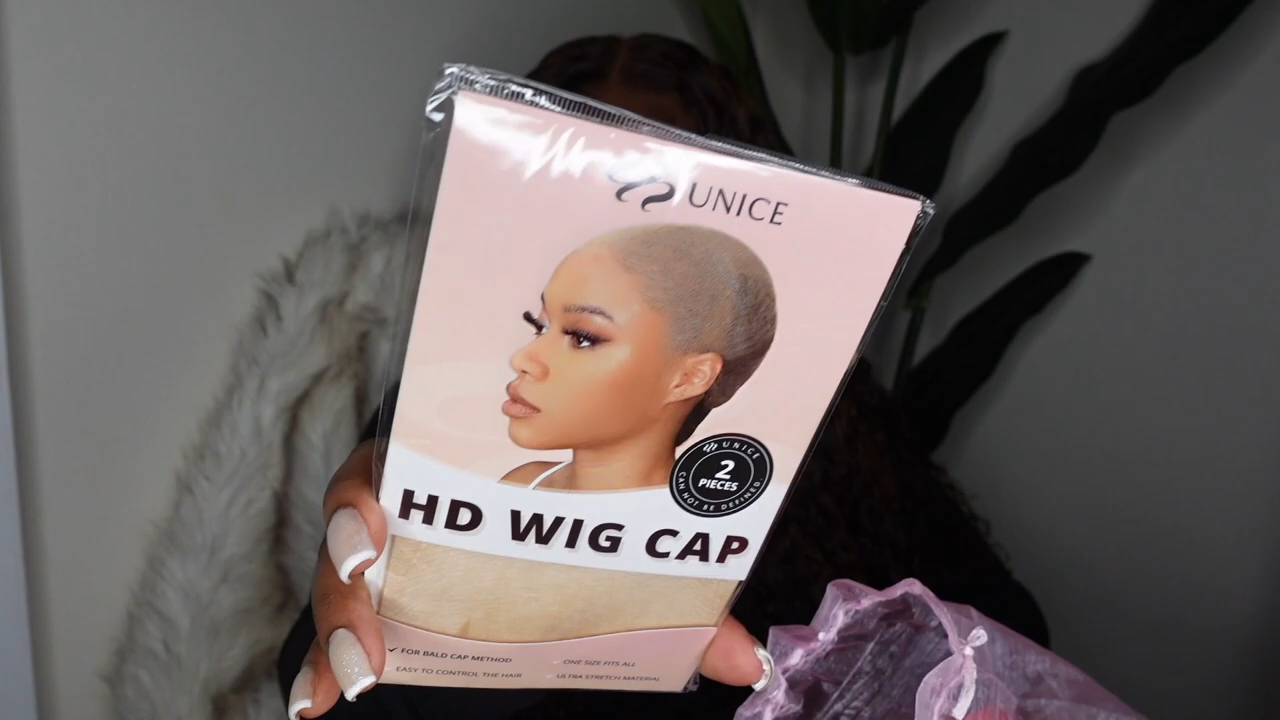 UNICE
UNICE
2
PIECES
CAN NOT BE DEFINED.
HD WIG CAP
✓ FOR BALD CAP METHOD
✓ ONE SIZE FITS ALL
EASY TO CONTROL THE HAIR
✓ ULTRA STRETCH MATERIAL